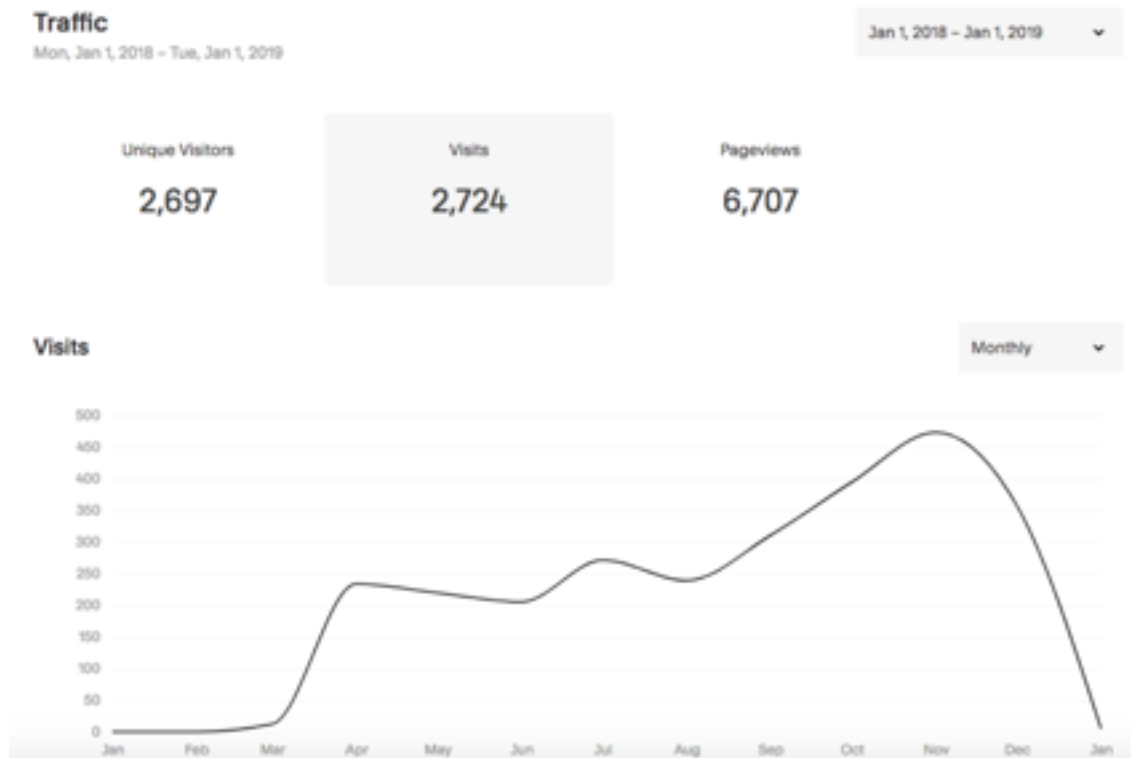 Traffic
Mon, Jan 1, 2018 – Tue, Jan 1, 2019
Jan 1, 2018 – Jan 1, 2019
Unique Visitors
2,697
Visits
2,724
Pageviews
6,707
Visits
Monthly
500
450
400
350
300
250
200
150
100
50
0
Jan Feb Mar Apr May Jun Jul Aug Sep Oct Nov Dec Jan